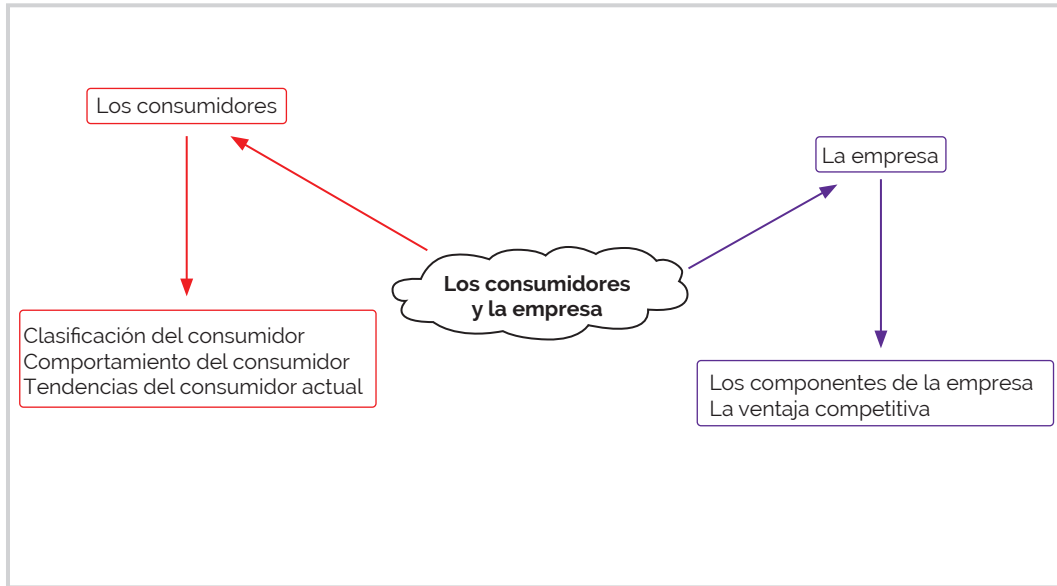 Los consumidores
La empresa
Los consumidores
y la empresa
Clasificación del consumidor
Comportamiento del consumidor
Tendencias del consumidor actual
Los componentes de la empresa
La ventaja competitiva